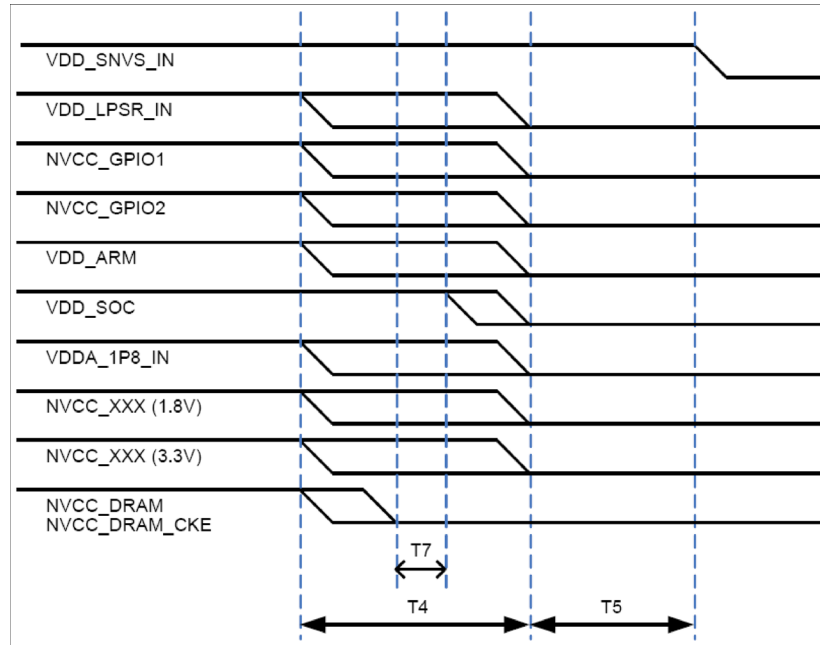 VDD_SNVS_IN
VDD_LPSR_IN
NVCC_GPIO1
NVCC_GPIO2
VDD_ARM
VDD_SOC
VDDA_1P8_IN
NVCC_XXX (1.8V)
NVCC_XXX (3.3V)
NVCC_DRAM
NVCC_DRAM_CKE
T7
T4 T5